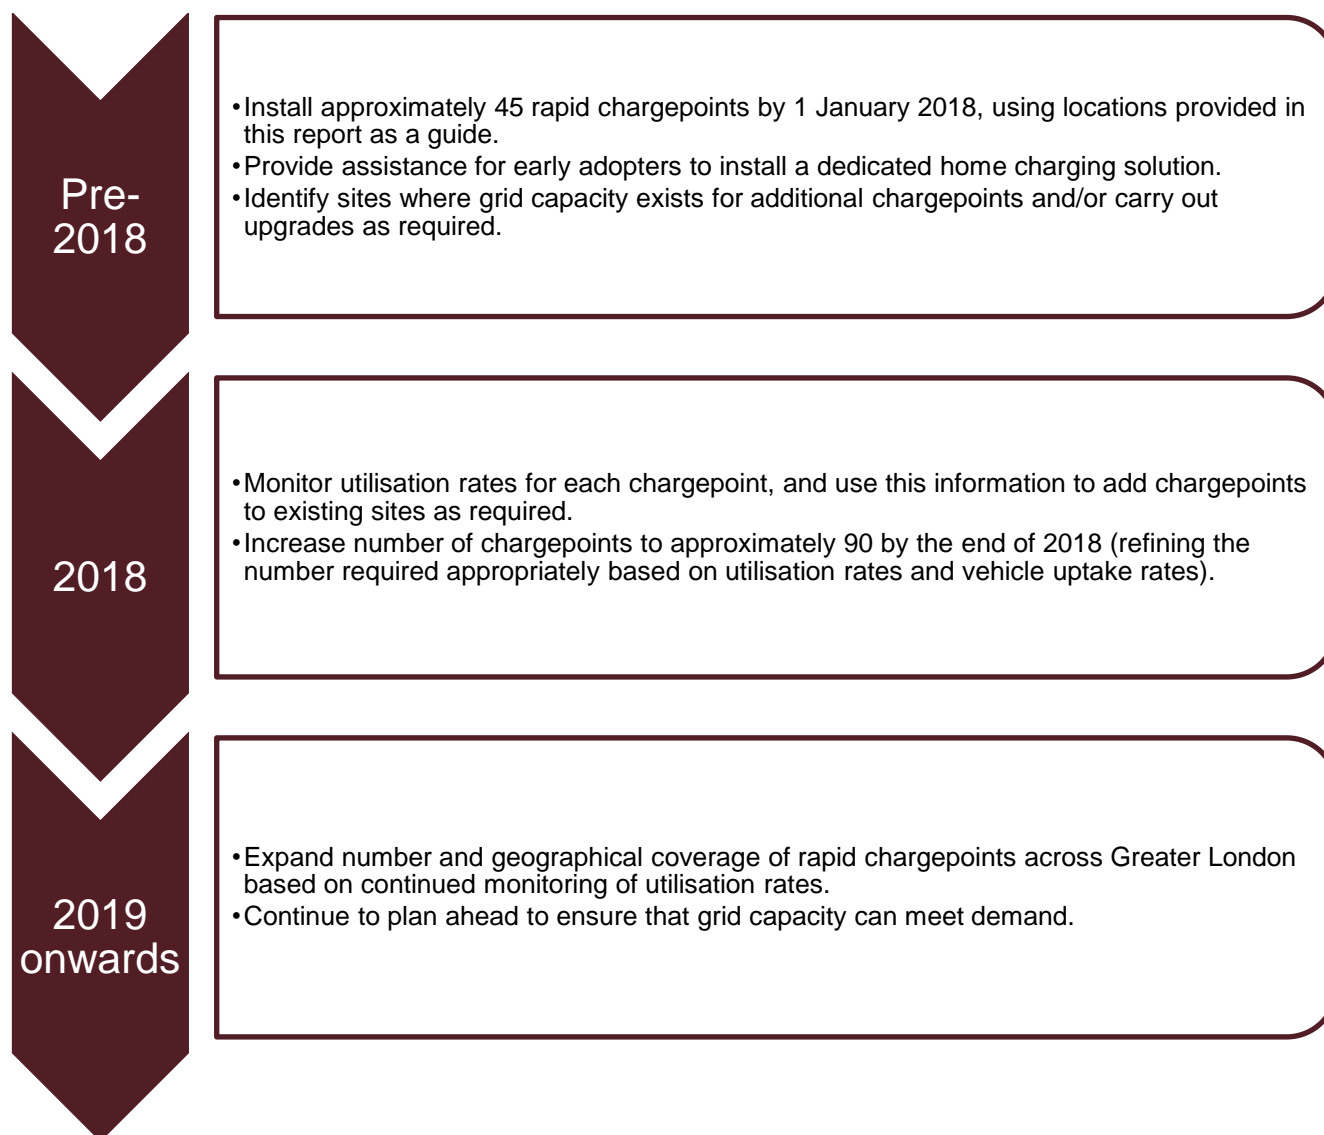 Pre-
2018
•Install approximately 45 rapid chargepoints by 1 January 2018, using locations provided in
this report as a guide.
•Provide assistance for early adopters to install a dedicated home charging solution.
•Identify sites where grid capacity exists for additional chargepoints and/or carry out
upgrades as required.
2018
•Monitor utilisation rates for each chargepoint, and use this information to add chargepoints
to existing sites as required.
•Increase number of chargepoints to approximately 90 by the end of 2018 (refining the
number required appropriately based on utilisation rates and vehicle uptake rates).
2019
onwards
•Expand number and geographical coverage of rapid chargepoints across Greater London
based on continued monitoring of utilisation rates.
•Continue to plan ahead to ensure that grid capacity can meet demand.